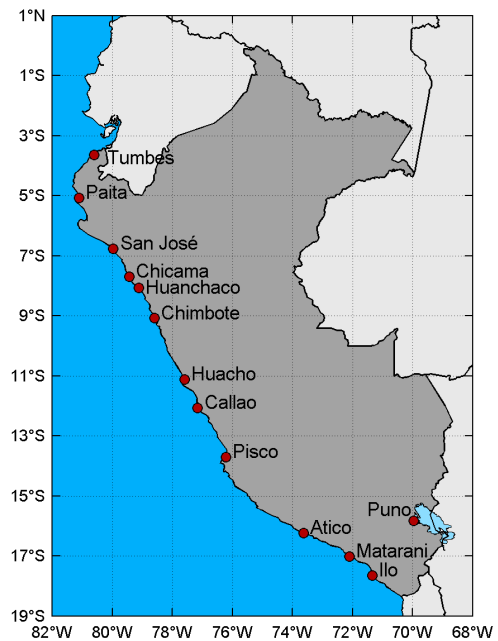 1°N
1°S
3°S
Tumbes
5°S
Paita
7°S
San José
Chicama
Huanchaco
9°S
Chimbote
11°S
Huacho
Callao
13°S
Pisco
15°S
Puno
Atico
17°S
Matarani
Ilo
19°S
82°W 80°W 78°W 76°W 74°W 72°W 70°W 68°W